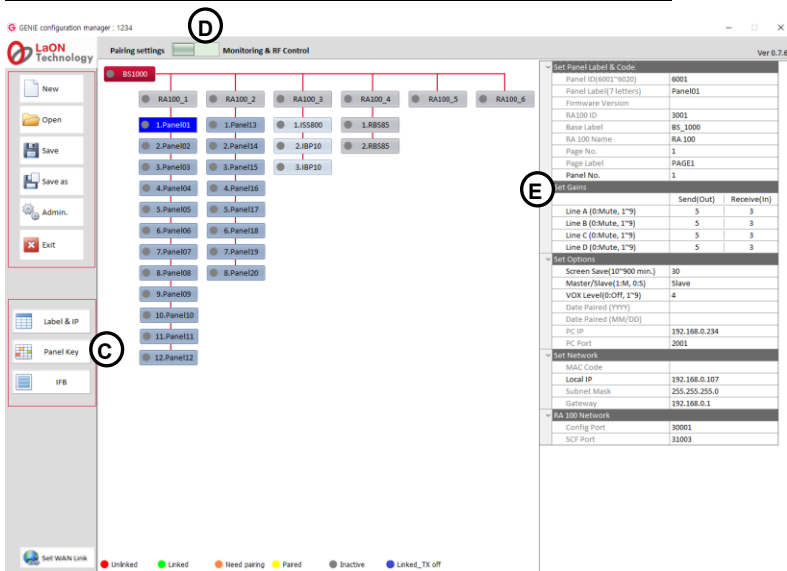 D
GENIE configuration manager : 1234
LaON Technology
Pairing settings Monitoring & RF Control
Ver 0.7.6
New
Open
Save
Save as
Admin.
Exit
Label & IP
Panel Key
C
IFB
Set WAN Link
BS1000
RA100_1 RA100_2 RA100_3 RA100_4 RA100_5 RA100_6
1.Panel01 1.Panel13 1.ISS800 1.RBS85
2.Panel02 2.Panel14 2.IBP10 2.RBS85
3.Panel03 3.Panel15 3.IBP10
4.Panel04 4.Panel16
5.Panel05 5.Panel17
6.Panel06 6.Panel18
7.Panel07 7.Panel19
8.Panel08 8.Panel20
9.Panel09
10.Panel10
11.Panel11
12.Panel12
Unlinked Linked Need pairing Paired Inactive Linked_TX off
Set Panel Label & Code
Panel ID(6001~6020) 6001
Panel Label(7 letters) Panel01
Firmware Version
RA100 ID 3001
Base Label BS_1000
RA 100 Name RA 100
Page No. 1
Page Label PAGE1
Panel No. 1
E
Set Gains
Send(Out) Receive(In)
Line A (0:Mute, 1~9) 5 3
Line B (0:Mute, 1~9) 5 3
Line C (0:Mute, 1~9) 5 3
Line D (0:Mute, 1~9) 5 3
Set Options
Screen Save(10~900 min.) 30
Master/Slave(1:M, 0:S) Slave
VOX Level(0:Off, 1~9) 4
Date Paired (YYYY)
Date Paired (MM/DD)
PC IP 192.168.0.234
PC Port 2001
Set Network
MAC Code
Local IP 192.168.0.107
Subnet Mask 255.255.255.0
Gateway 192.168.0.1
RA 100 Network
Config Port 30001
SCF Port 31003